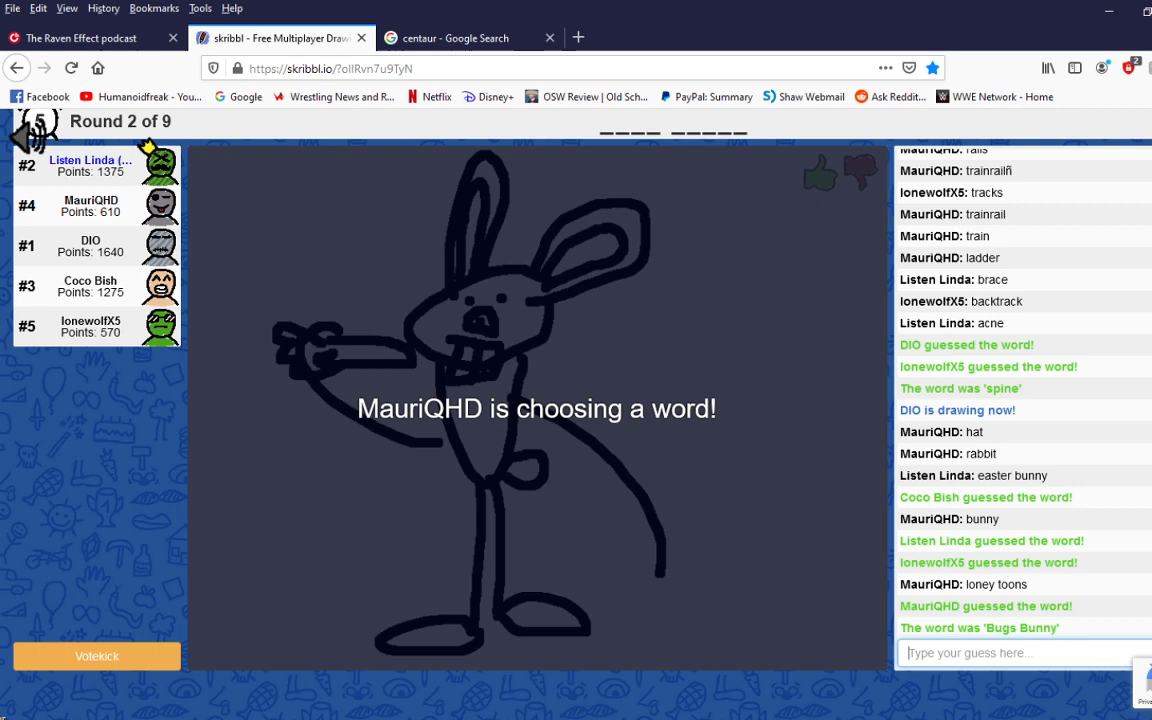 File Edit View History Bookmarks Tools Help
The Raven Effect podcast
skribbl - Free Multiplayer Drawi
centaur - Google Search
https://skribbl.io/?olIRvn7u9TyN
2
Facebook YouTube Humanoidfreak - You... Google Wrestling News and R... Netflix Disney+ OSW Review | Old Sch... PayPal: Summary Shaw Webmail Ask Reddit... WWE Network - Home
5 Round 2 of 9
____ _____
#2 Listen Linda (...
Points: 1375
#4 MauriQHD
Points: 610
#1 DIO
Points: 1640
#3 Coco Bish
Points: 1275
#5 lonewolfX5
Points: 570
Votekick
MauriQHD is choosing a word!
MauriQHD: rails
MauriQHD: trainrailñ
lonewolfX5: tracks
MauriQHD: trainrail
MauriQHD: train
MauriQHD: ladder
Listen Linda: brace
lonewolfX5: backtrack
Listen Linda: acne
DIO guessed the word!
lonewolfX5 guessed the word!
The word was 'spine'
DIO is drawing now!
MauriQHD: hat
MauriQHD: rabbit
Listen Linda: easter bunny
Coco Bish guessed the word!
MauriQHD: bunny
Listen Linda guessed the word!
lonewolfX5 guessed the word!
MauriQHD: loney toons
MauriQHD guessed the word!
The word was 'Bugs Bunny'
Type your guess here...